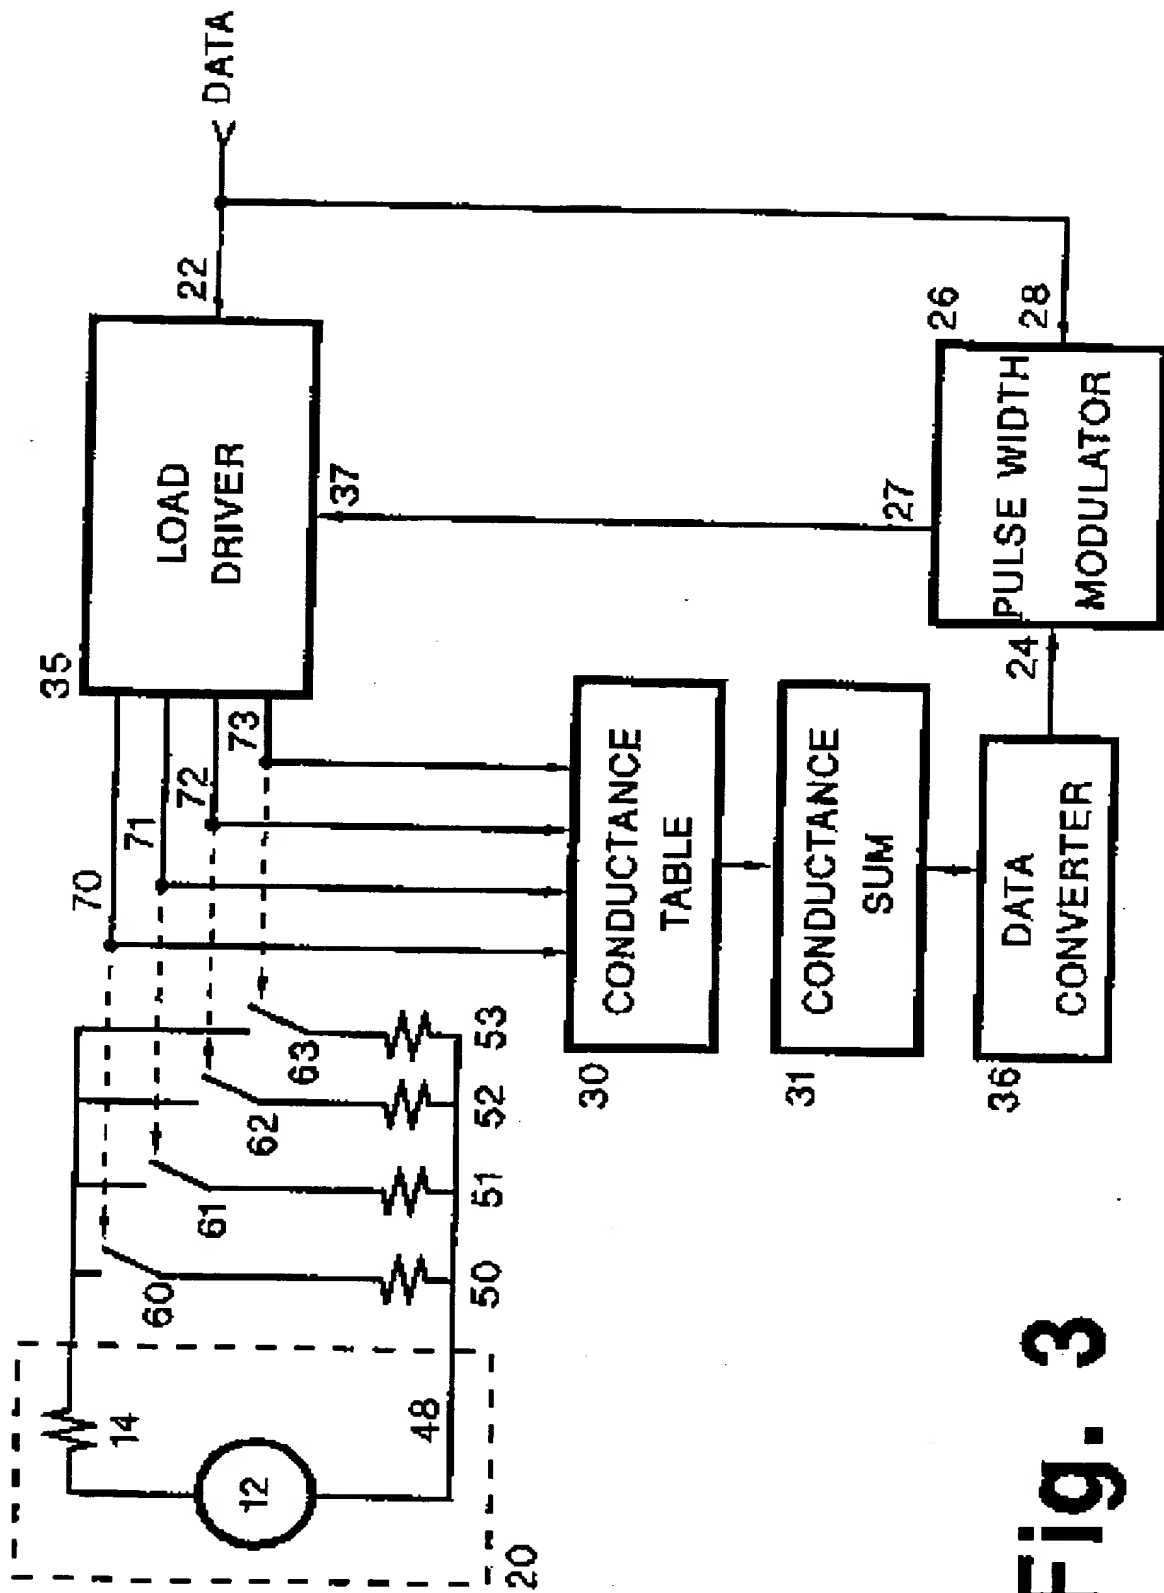 DATA
22
35
LOAD
DRIVER
37
70
71
72
73
14
12
48
20
60
61
62
63
50
51
52
53
30
CONDUCTANCE
TABLE
31
CONDUCTANCE
SUM
36
DATA
CONVERTER
24
26
27
28
PULSE WIDTH
MODULATOR
Fig. 3